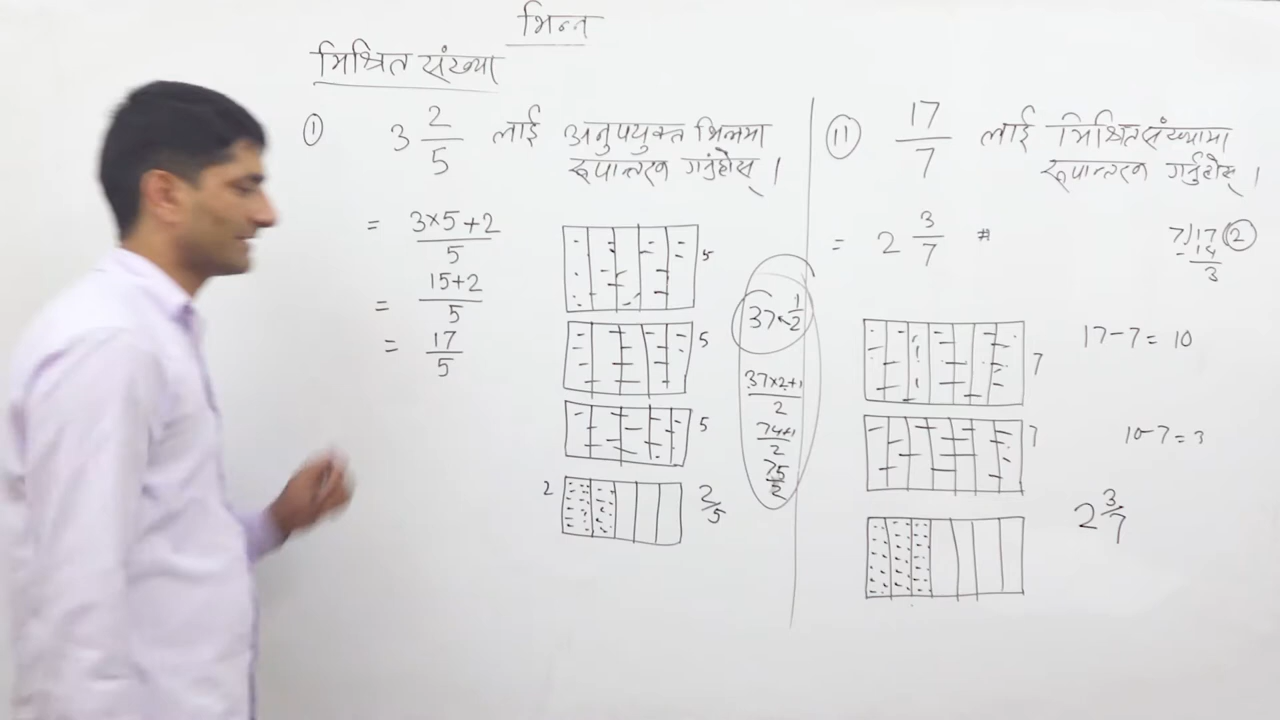 भिन्न
मिश्रित संख्या
① 3 2/5 लाई अनुपयुक्त भिन्नमा
रूपान्तरण गर्नुहोस् ।
= 3×5+2/5
= 15+2/5
= 17/5
5
5
5
2
2/5
37 1/2
37×2+1/2
74+1/2
75/2
⑪ 17/7 लाई मिश्रित संख्यामा
रूपान्तरण गर्नुहोस् ।
= 2 3/7 #
7)17(2
-14
3
7
17-7=10
7
10-7=3
2 3/7